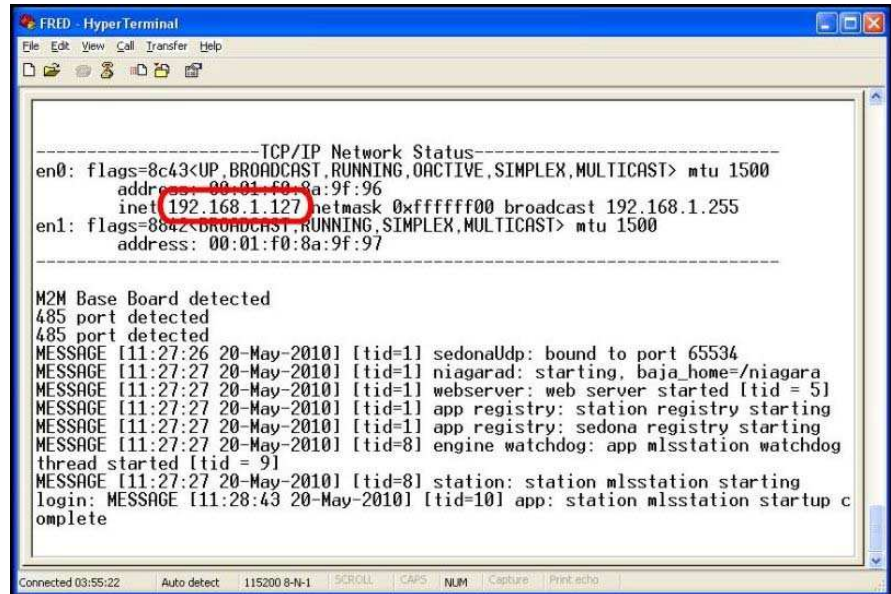 FRED - HyperTerminal
File Edit View Call Transfer Help
----------------------TCP/IP Network Status-------------------------------
en0: flags=8c43<UP,BROADCAST,RUNNING,OACTIVE,SIMPLEX,MULTICAST> mtu 1500
address: 00:01:f0:8a:9f:96
inet 192.168.1.127 netmask 0xffffff00 broadcast 192.168.1.255
en1: flags=8842<BROADCAST,RUNNING,SIMPLEX,MULTICAST> mtu 1500
address: 00:01:f0:8a:9f:97
--------------------------------------------------------------------------
M2M Base Board detected
485 port detected
485 port detected
MESSAGE [11:27:26 20-May-2010] [tid=1] sedonaUdp: bound to port 65534
MESSAGE [11:27:27 20-May-2010] [tid=1] niagarad: starting, baja_home=/niagara
MESSAGE [11:27:27 20-May-2010] [tid=1] webserver: web server started [tid = 5]
MESSAGE [11:27:27 20-May-2010] [tid=1] app registry: station registry starting
MESSAGE [11:27:27 20-May-2010] [tid=1] app registry: sedona registry starting
MESSAGE [11:27:27 20-May-2010] [tid=8] engine watchdog: app mlsstation watchdog
thread started [tid = 9]
MESSAGE [11:27:27 20-May-2010] [tid=8] station: station mlsstation starting
login: MESSAGE [11:28:43 20-May-2010] [tid=10] app: station mlsstation startup c
omplete
Connected 03:55:22 Auto detect 115200 8-N-1 SCROLL CAPS NUM Capture Print echo